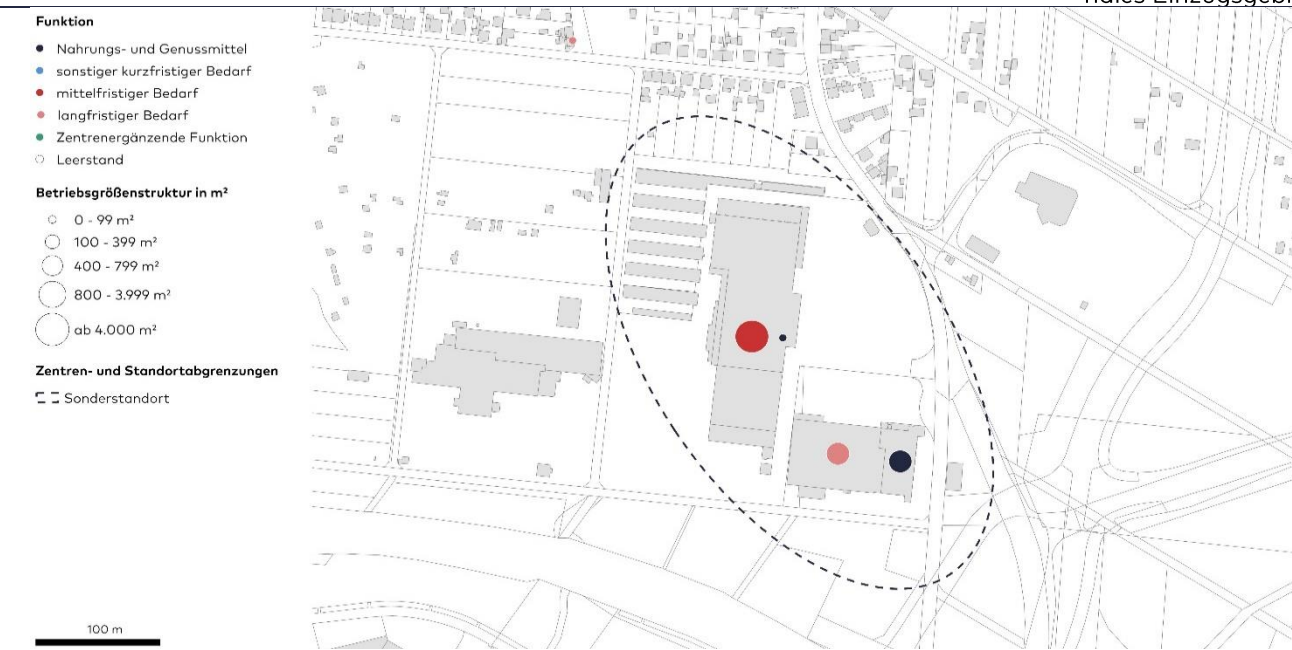 Funktion
Nahrungs- und Genussmittel
sonstiger kurzfristiger Bedarf
mittelfristiger Bedarf
langfristiger Bedarf
Zentrenergänzende Funktion
Leerstand
Betriebsgrößenstruktur in m²
0 - 99 m²
100 - 399 m²
400 - 799 m²
800 - 3.999 m²
ab 4.000 m²
Zentren- und Standortabgrenzungen
Sonderstandort
100 m